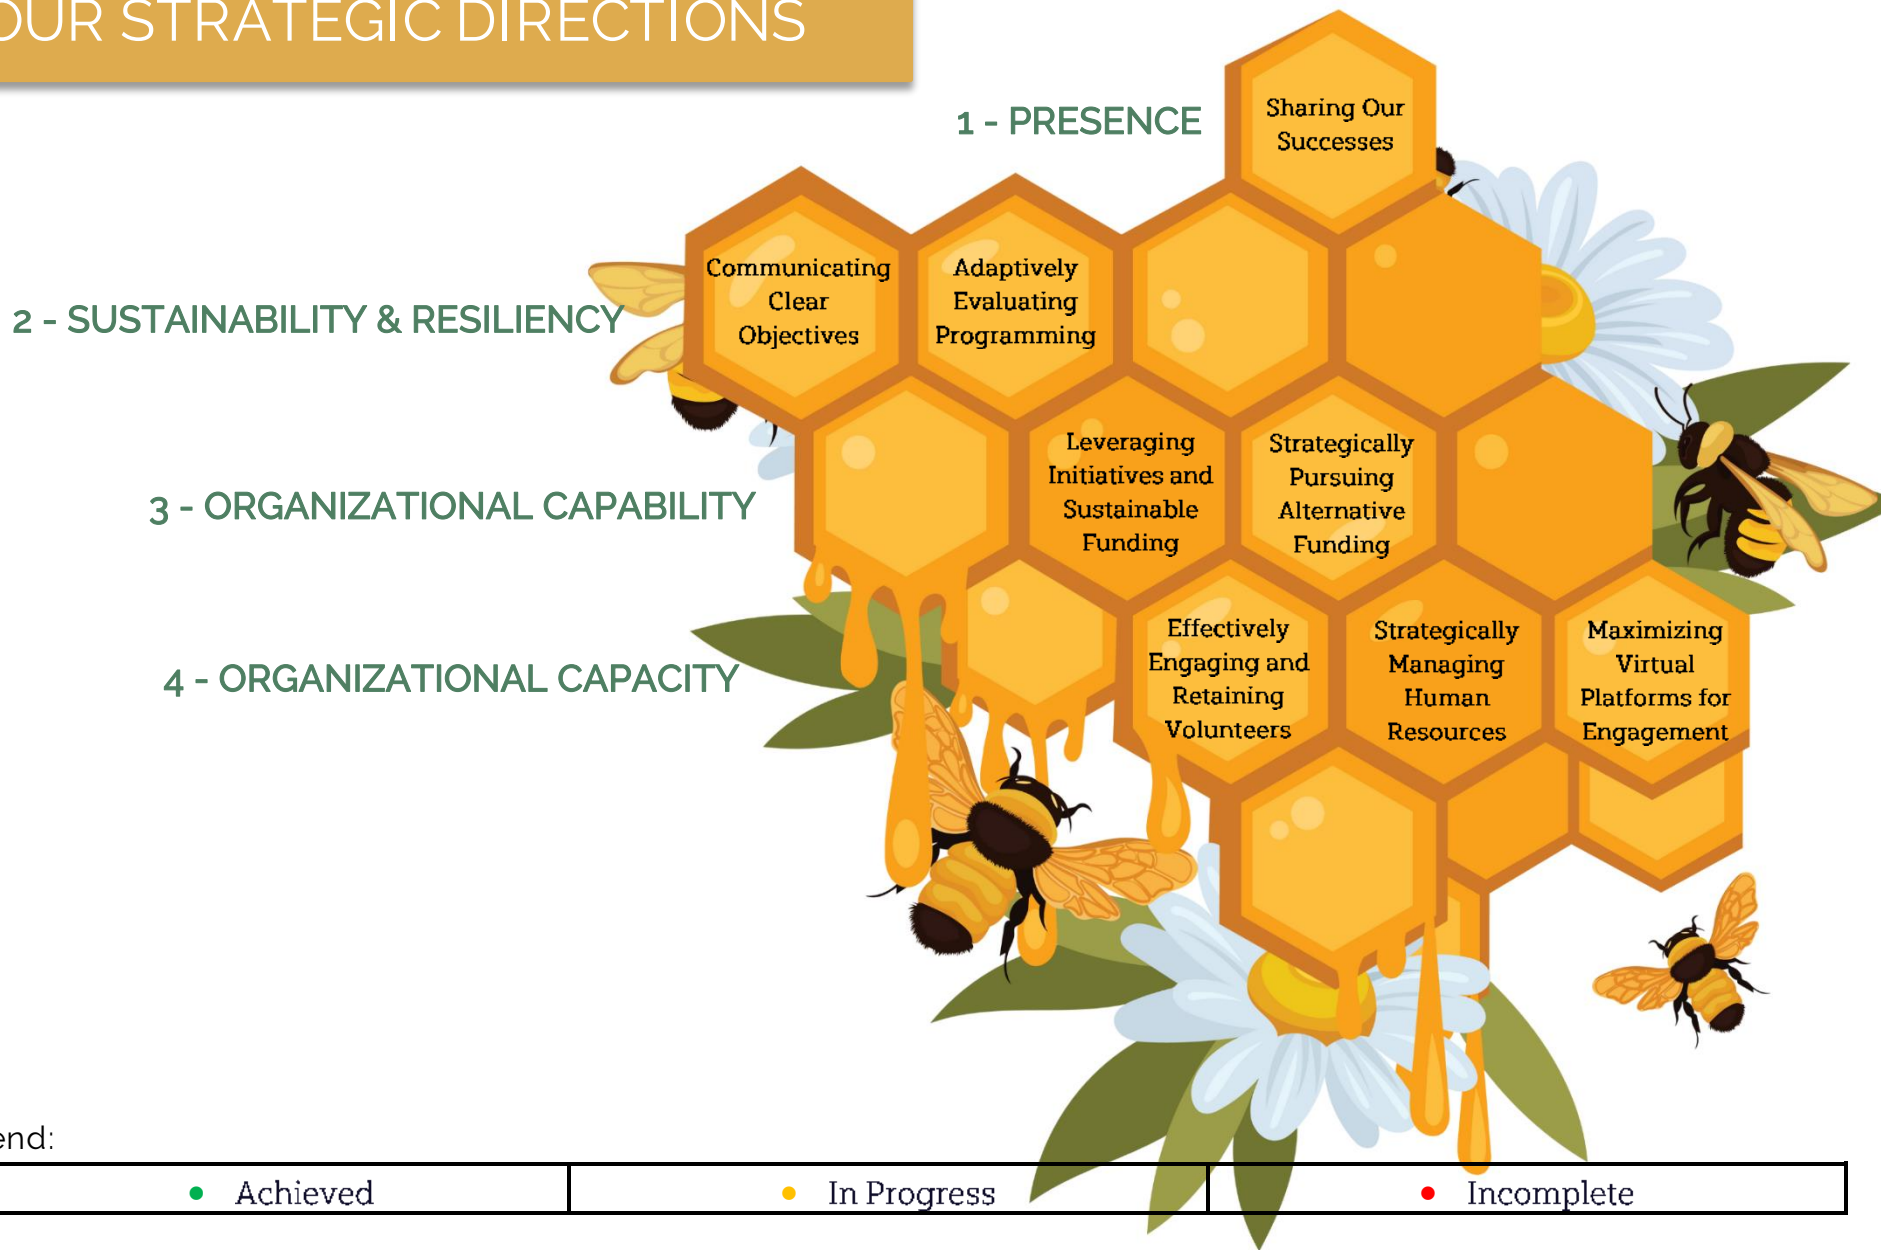 OUR STRATEGIC DIRECTIONS
1 - PRESENCE
Sharing Our
Successes
2 - SUSTAINABILITY & RESILIENCY
Communicating
Clear
Objectives
Adaptively
Evaluating
Programming
3 - ORGANIZATIONAL CAPABILITY
Leveraging
Initiatives and
Sustainable
Funding
Strategically
Pursuing
Alternative
Funding
4 - ORGANIZATIONAL CAPACITY
Effectively
Engaging and
Retaining
Volunteers
Strategically
Managing
Human
Resources
Maximizing
Virtual
Platforms for
Engagement
end:
• Achieved
• In Progress
• Incomplete